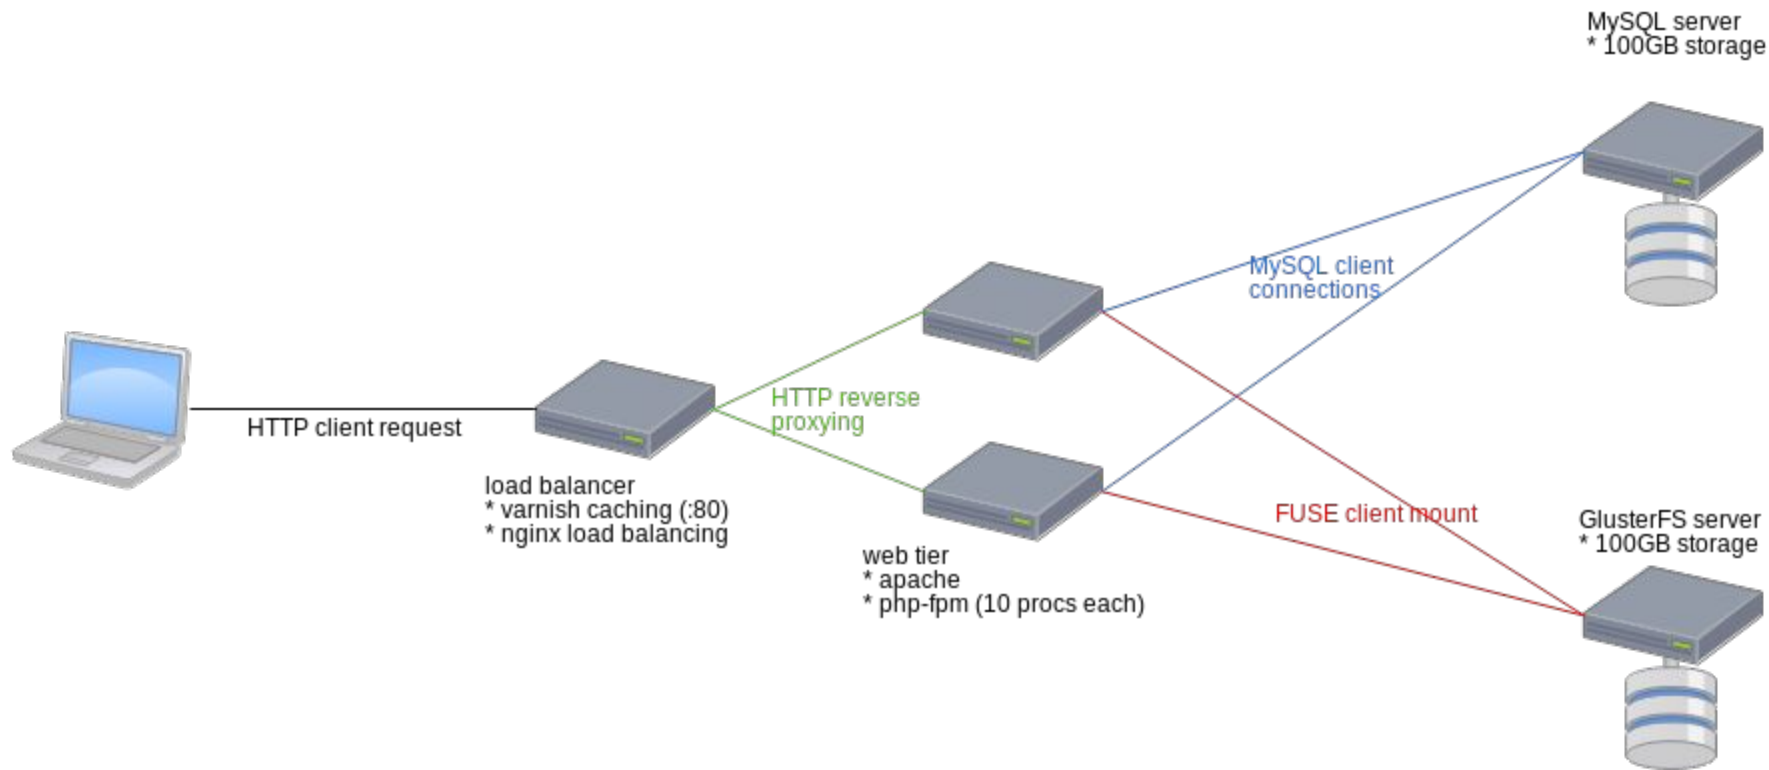 MySQL server
* 100GB storage
MySQL client
connections
HTTP reverse
proxying
HTTP client request
load balancer
* varnish caching (:80)
* nginx load balancing
web tier
* apache
* php-fpm (10 procs each)
FUSE client mount
GlusterFS server
* 100GB storage